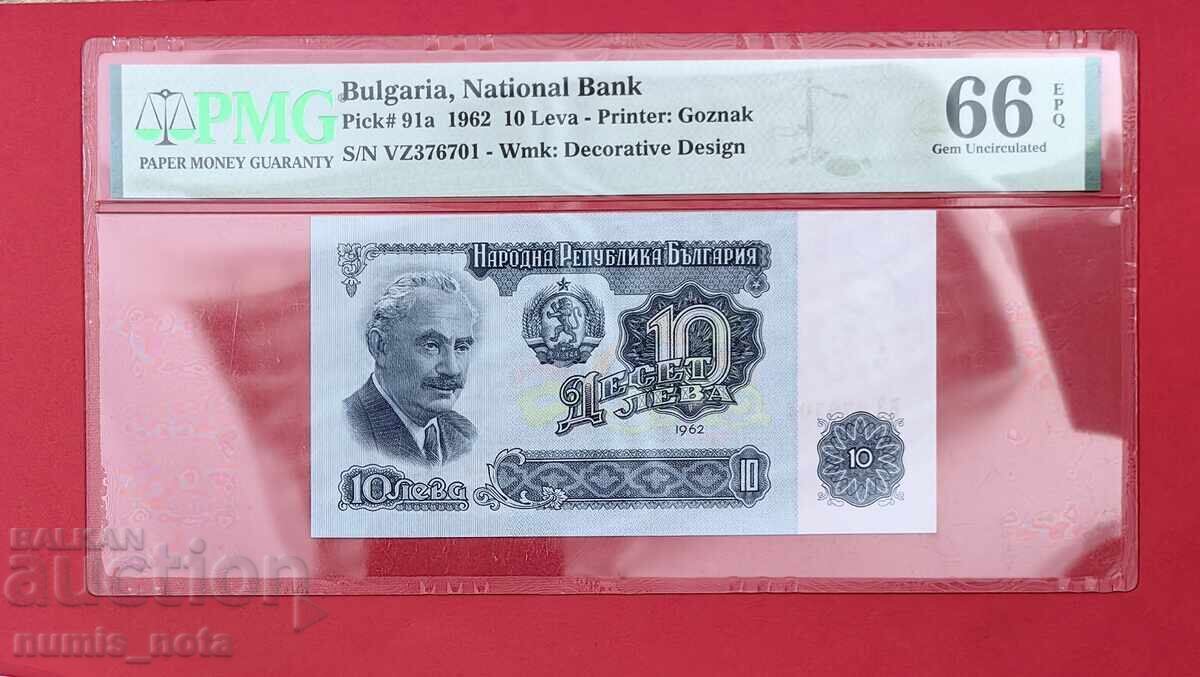 PMG
PAPER MONEY GUARANTY
Bulgaria, National Bank
Pick# 91a 1962 10 Leva - Printer: Goznak
S/N VZ376701 - Wmk: Decorative Design
66 EPQ
Gem Uncirculated
НАРОДНА РЕПУБЛИКА БЪЛГАРИЯ
10
ДЕСЕТ
ЛЕВА
1962
10 лева
10
10
БАЛКАН
auction
numis_nota